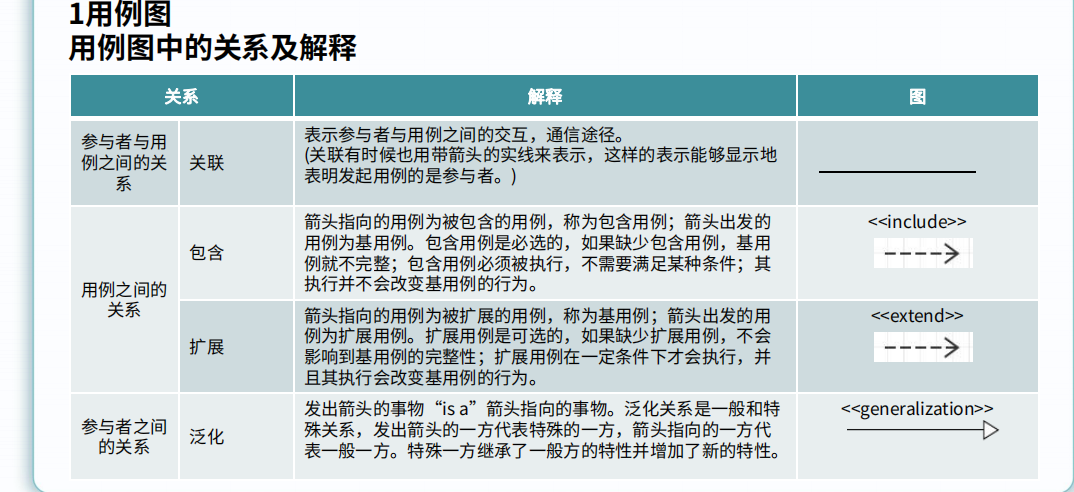 1用例图
用例图中的关系及解释
关系
解释
图
参与者与用
例之间的关
系
关联
表示参与者与用例之间的交互，通信途径。
(关联有时候也用带箭头的实线来表示，这样的表示能够显示地
表明发起用例的是参与者。)
用例之间的
关系
包含
箭头指向的用例为被包含的用例，称为包含用例；箭头出发的
用例为基用例。包含用例是必选的，如果缺少包含用例，基用
例就不完整；包含用例必须被执行，不需要满足某种条件；其
执行并不会改变基用例的行为。
<<include>>
扩展
箭头指向的用例为被扩展的用例，称为基用例；箭头出发的用
例为扩展用例。扩展用例是可选的，如果缺少扩展用例，不会
影响到基用例的完整性；扩展用例在一定条件下才会执行，并
且其执行会改变基用例的行为。
<<extend>>
参与者之间
的关系
泛化
发出箭头的事物“is a”箭头指向的事物。泛化关系是一般和特
殊关系，发出箭头的一方代表特殊的一方，箭头指向的一方代
表一般一方。特殊一方继承了一般方的特性并增加了新的特性。
<<generalization>>